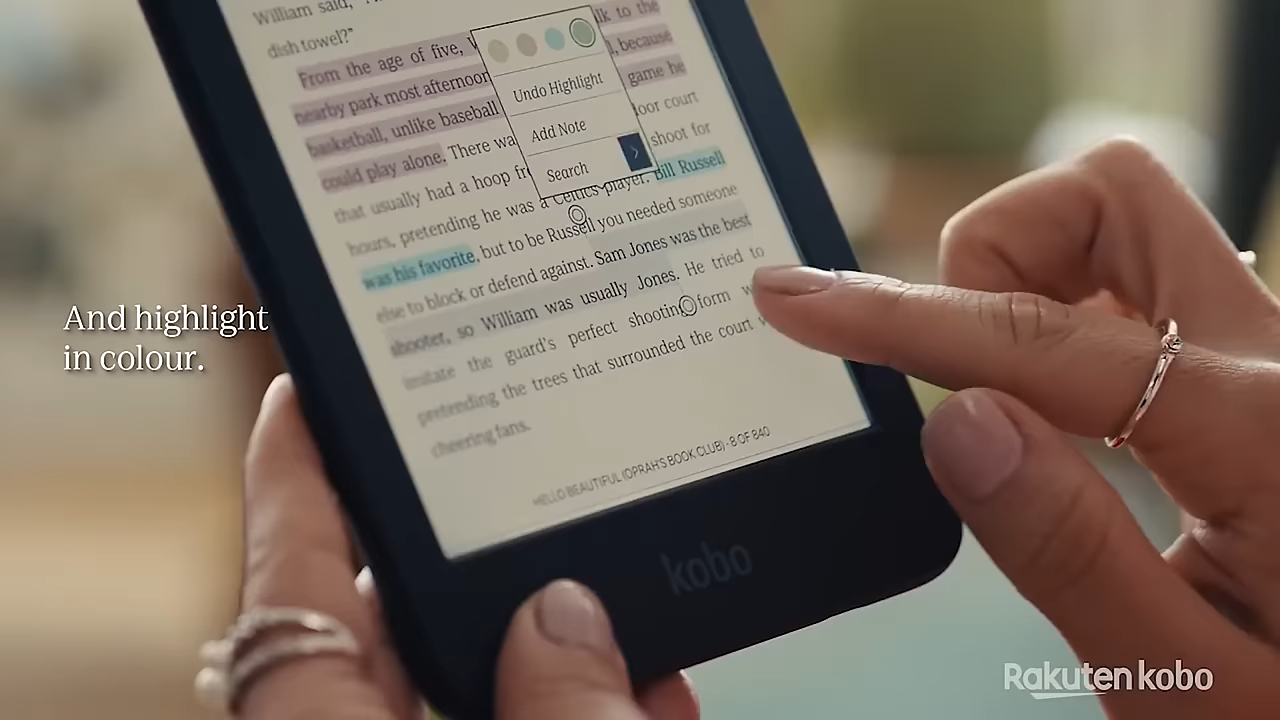 William said,
dish towel?"
From the age of five, lk to the
nearby park most afternoon l, because
basketball, unlike baseball game he
could play alone. There wa oor court
that usually had a hoop fr shoot for
hours, pretending he was a Celtics player. Bill Russell
was his favorite, but to be Russell you needed someone
else to block or defend against. Sam Jones was the best
shooter, so William was usually Jones. He tried to
imitate the guard's perfect shooting form w
pretending the trees that surrounded the court w
cheering fans.
HELLO BEAUTIFUL (OPRAH'S BOOK CLUB) - 8 OF 840
Undo Highlight
Add Note
Search
kobo
And highlight
in colour.
Rakuten kobo